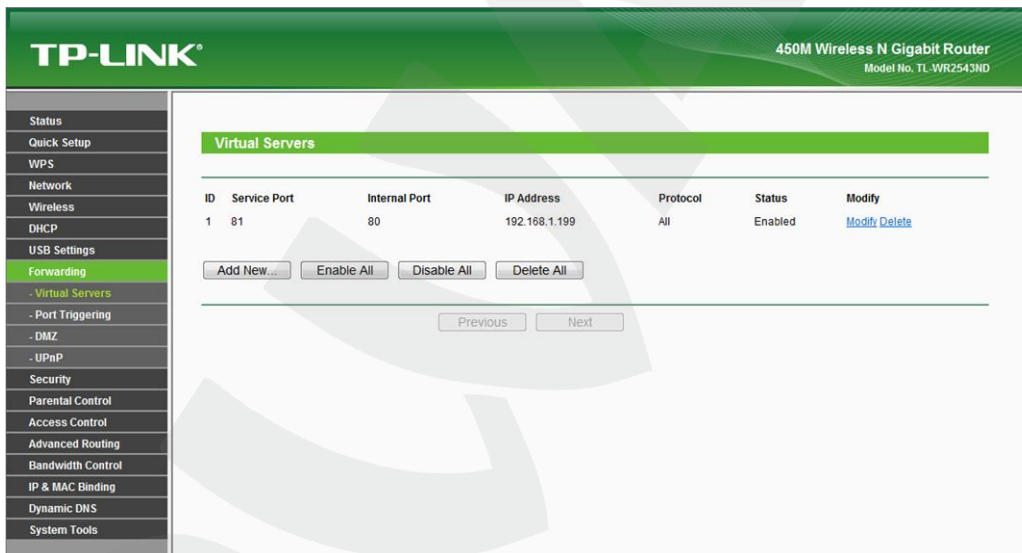 TP-LINK®
450M Wireless N Gigabit Router
Model No. TL-WR2543ND
Status
Quick Setup
WPS
Network
Wireless
DHCP
USB Settings
Forwarding
- Virtual Servers
- Port Triggering
- DMZ
- UPnP
Security
Parental Control
Access Control
Advanced Routing
Bandwidth Control
IP & MAC Binding
Dynamic DNS
System Tools
Virtual Servers
ID Service Port Internal Port IP Address Protocol Status Modify
1 81 80 192.168.1.199 All Enabled Modify Delete
Add New... Enable All Disable All Delete All
Previous Next